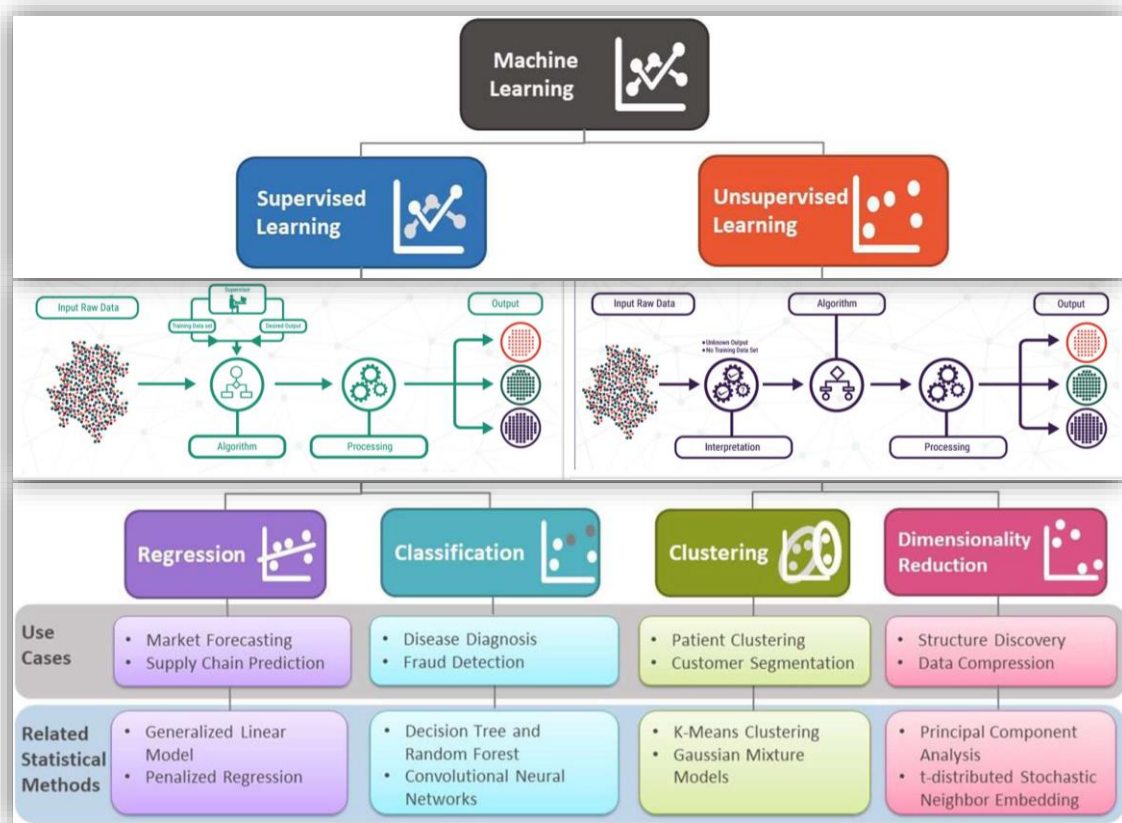 Machine
Learning
Supervised
Learning
Unsupervised
Learning
Input Raw Data
Supervisor
Training Data set
Desired Output
Output
Algorithm
Processing
Input Raw Data
Algorithm
Output
• Unknown Output
• No Training Data Set
Interpretation
Processing
Regression
Classification
Clustering
Dimensionality
Reduction
Use
Cases
• Market Forecasting
• Supply Chain Prediction
• Disease Diagnosis
• Fraud Detection
• Patient Clustering
• Customer Segmentation
• Structure Discovery
• Data Compression
Related
Statistical
Methods
• Generalized Linear
Model
• Penalized Regression
• Decision Tree and
Random Forest
• Convolutional Neural
Networks
• K-Means Clustering
• Gaussian Mixture
Models
• Principal Component
Analysis
• t-distributed Stochastic
Neighbor Embedding